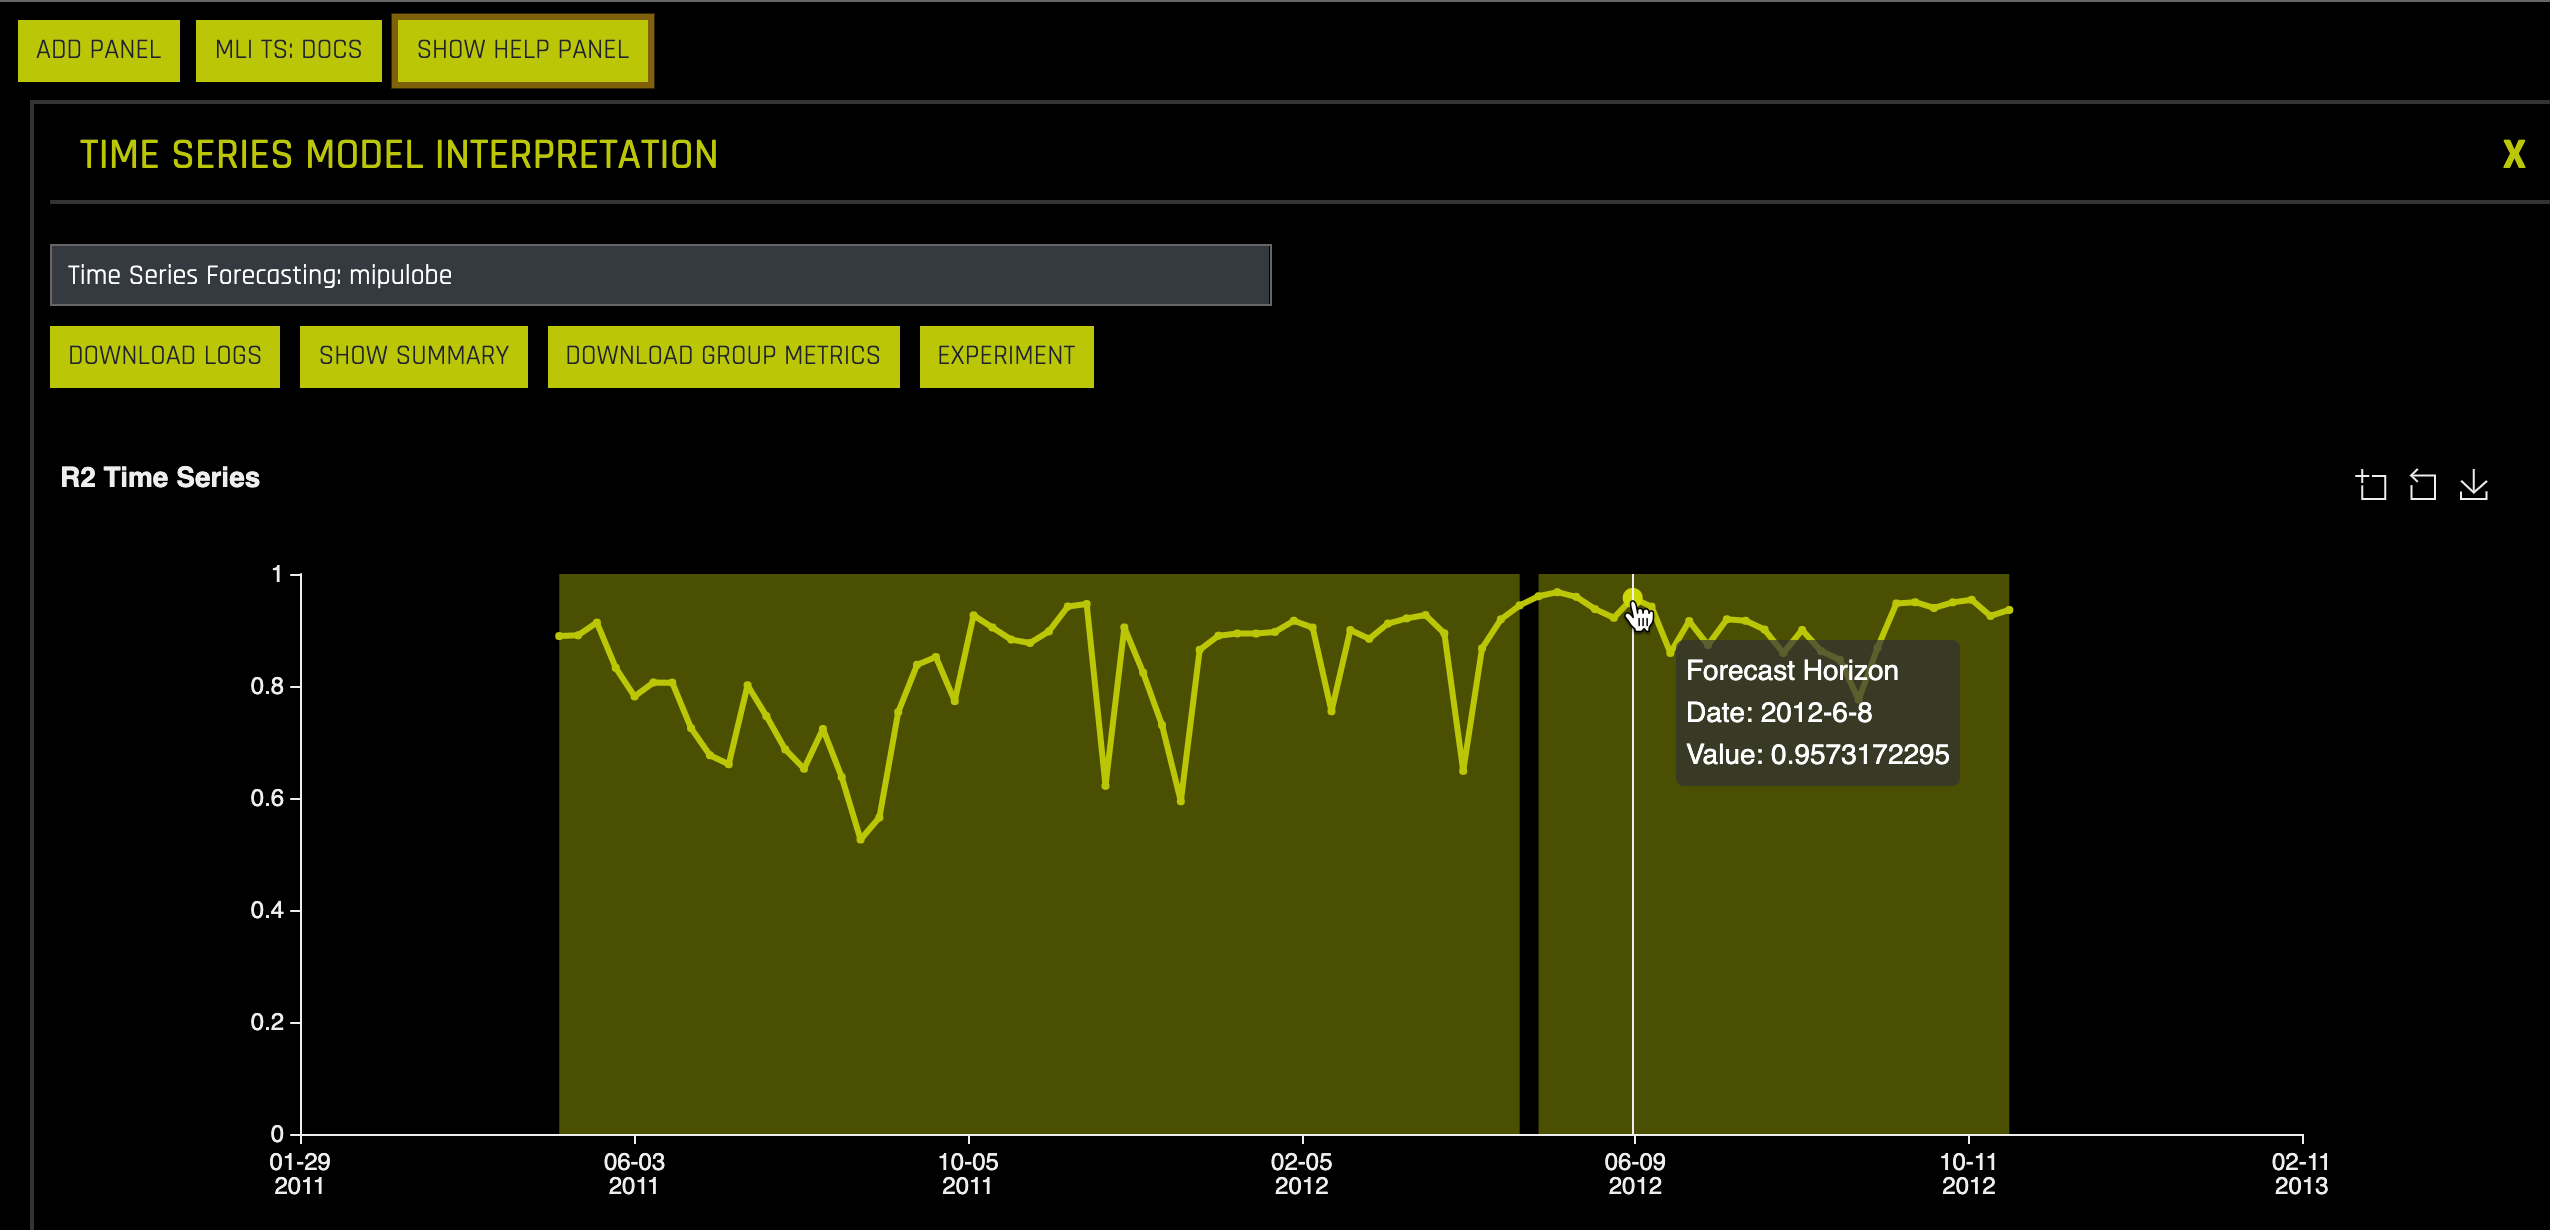 ADD PANEL MLI TS: DOCS SHOW HELP PANEL
TIME SERIES MODEL INTERPRETATION X
Time Series Forecasting: mipulobe
DOWNLOAD LOGS SHOW SUMMARY DOWNLOAD GROUP METRICS EXPERIMENT
R2 Time Series
1
0.8
0.6
0.4
0.2
0
Forecast Horizon
Date: 2012-6-8
Value: 0.9573172295
01-29 06-03 10-05 02-05 06-09 10-11 02-11
2011 2011 2011 2012 2012 2012 2013